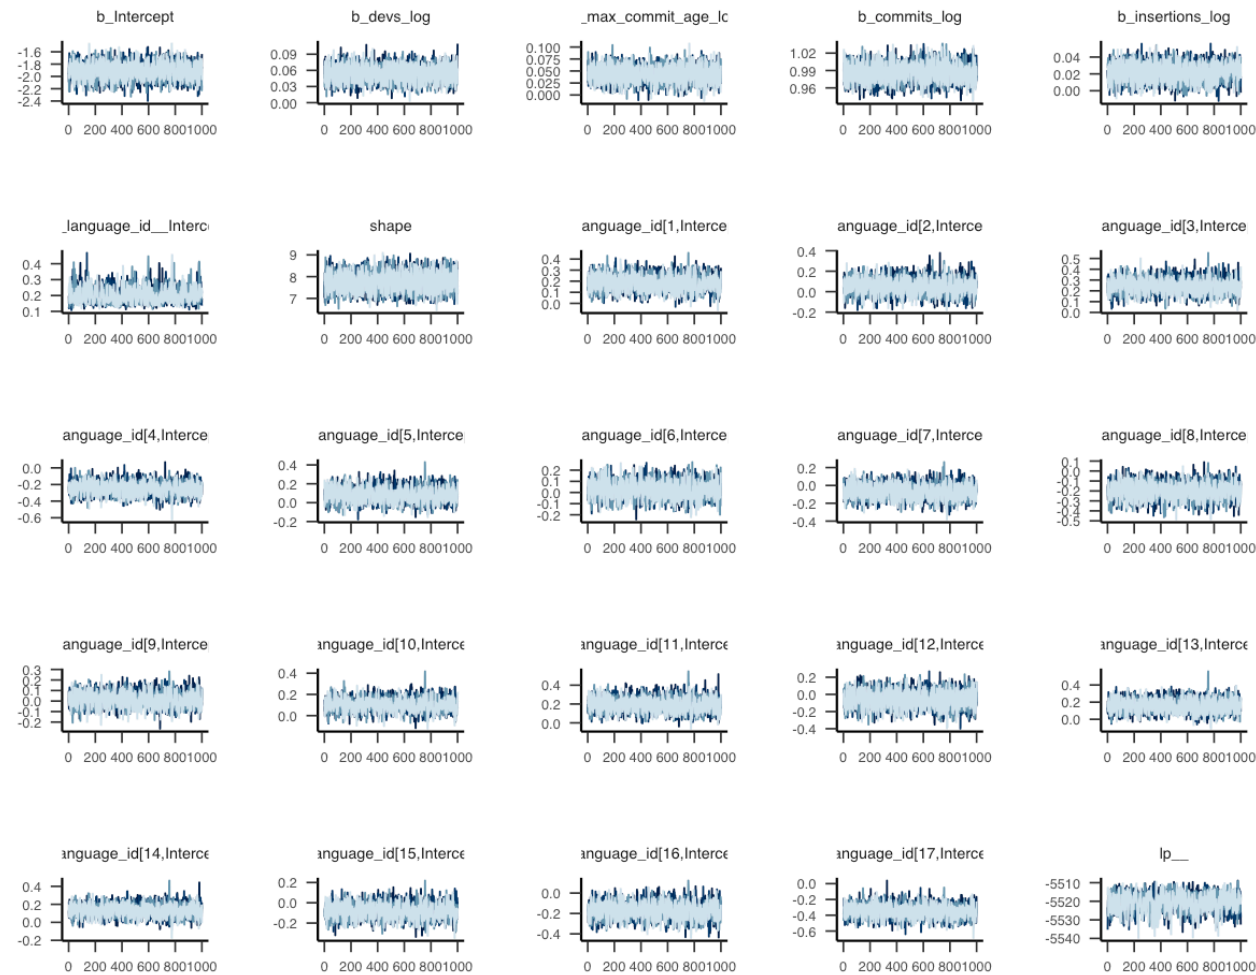 b_Intercept b_devs_log _max_commit_age_lo b_commits_log b_insertions_log
-1.6 0.09 0.100 1.02 0.04
-1.8 0.06 0.075 0.99 0.02
-2.0 0.03 0.050 0.96 0.00
-2.2 0.00 0.025
-2.4 0.000
0 200 400 600 8001000 0 200 400 600 8001000 0 200 400 600 8001000 0 200 400 600 8001000 0 200 400 600 8001000
_language_id__Interc shape anguage_id[1,Interce anguage_id[2,Interce anguage_id[3,Interce
0.4 9 0.4 0.4 0.5
0.3 8 0.3 0.2 0.4
0.2 7 0.2 0.0 0.3
0.1 0.1 -0.2 0.2
0.0 0.1
0.0
0 200 400 600 8001000 0 200 400 600 8001000 0 200 400 600 8001000 0 200 400 600 8001000 0 200 400 600 8001000
anguage_id[4,Interce anguage_id[5,Interce anguage_id[6,Interce anguage_id[7,Interce anguage_id[8,Interce
0.0 0.4 0.2 0.2 0.1
-0.2 0.2 0.1 0.0 0.0
-0.4 0.0 0.0 -0.2 -0.1
-0.6 -0.2 -0.1 -0.4 -0.2
-0.2 -0.3
-0.4
-0.5
0 200 400 600 8001000 0 200 400 600 8001000 0 200 400 600 8001000 0 200 400 600 8001000 0 200 400 600 8001000
anguage_id[9,Interce anguage_id[10,Interce anguage_id[11,Interce anguage_id[12,Interce anguage_id[13,Interce
0.3 0.4 0.4 0.2 0.4
0.2 0.2 0.2 0.0 0.2
0.1 0.0 0.0 -0.2 0.0
0.0 -0.4
-0.1
-0.2
0 200 400 600 8001000 0 200 400 600 8001000 0 200 400 600 8001000 0 200 400 600 8001000 0 200 400 600 8001000
anguage_id[14,Interce anguage_id[15,Interce anguage_id[16,Interce anguage_id[17,Interce lp__
0.4 0.2 0.0 0.0 -5510
0.2 0.0 -0.2 -0.2 -5520
0.0 -0.2 -0.4 -0.4 -5530
-0.2 -0.6 -5540
0 200 400 600 8001000 0 200 400 600 8001000 0 200 400 600 8001000 0 200 400 600 8001000 0 200 400 600 8001000